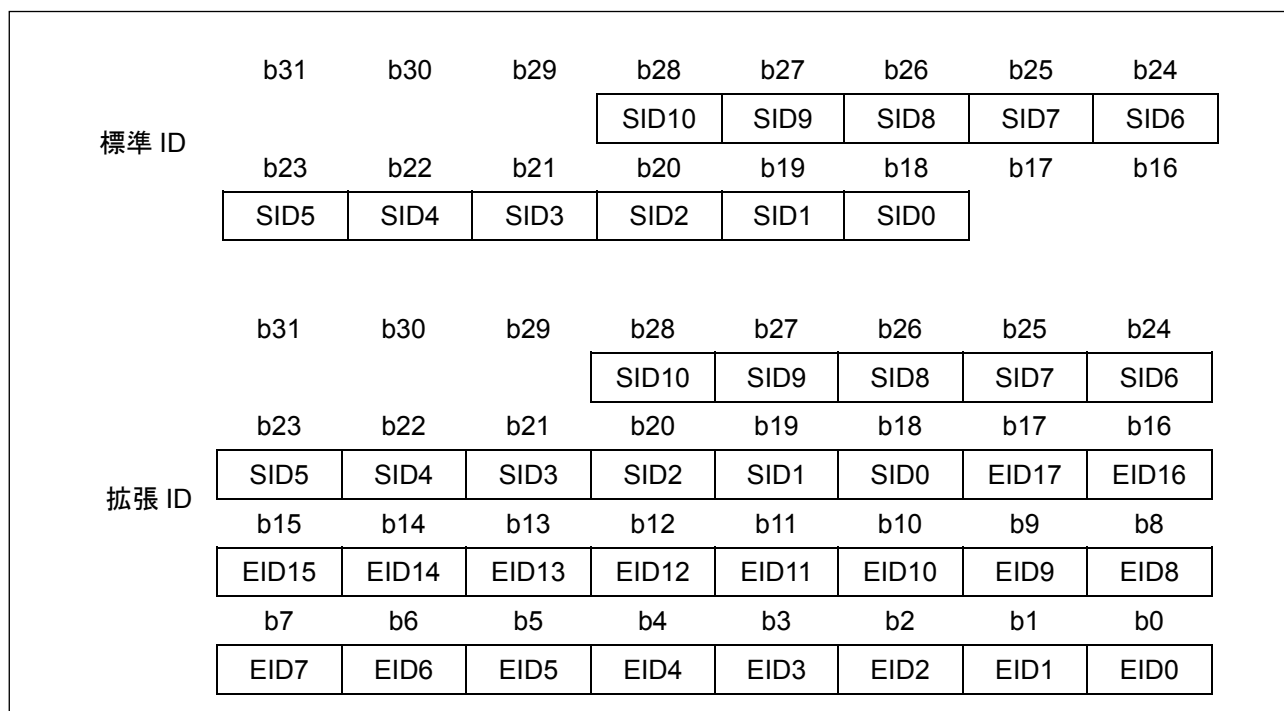 b31 b30 b29 b28 b27 b26 b25 b24
SID10 SID9 SID8 SID7 SID6
標準 ID
b23 b22 b21 b20 b19 b18 b17 b16
SID5 SID4 SID3 SID2 SID1 SID0
b31 b30 b29 b28 b27 b26 b25 b24
SID10 SID9 SID8 SID7 SID6
b23 b22 b21 b20 b19 b18 b17 b16
SID5 SID4 SID3 SID2 SID1 SID0 EID17 EID16
拡張 ID
b15 b14 b13 b12 b11 b10 b9 b8
EID15 EID14 EID13 EID12 EID11 EID10 EID9 EID8
b7 b6 b5 b4 b3 b2 b1 b0
EID7 EID6 EID5 EID4 EID3 EID2 EID1 EID0